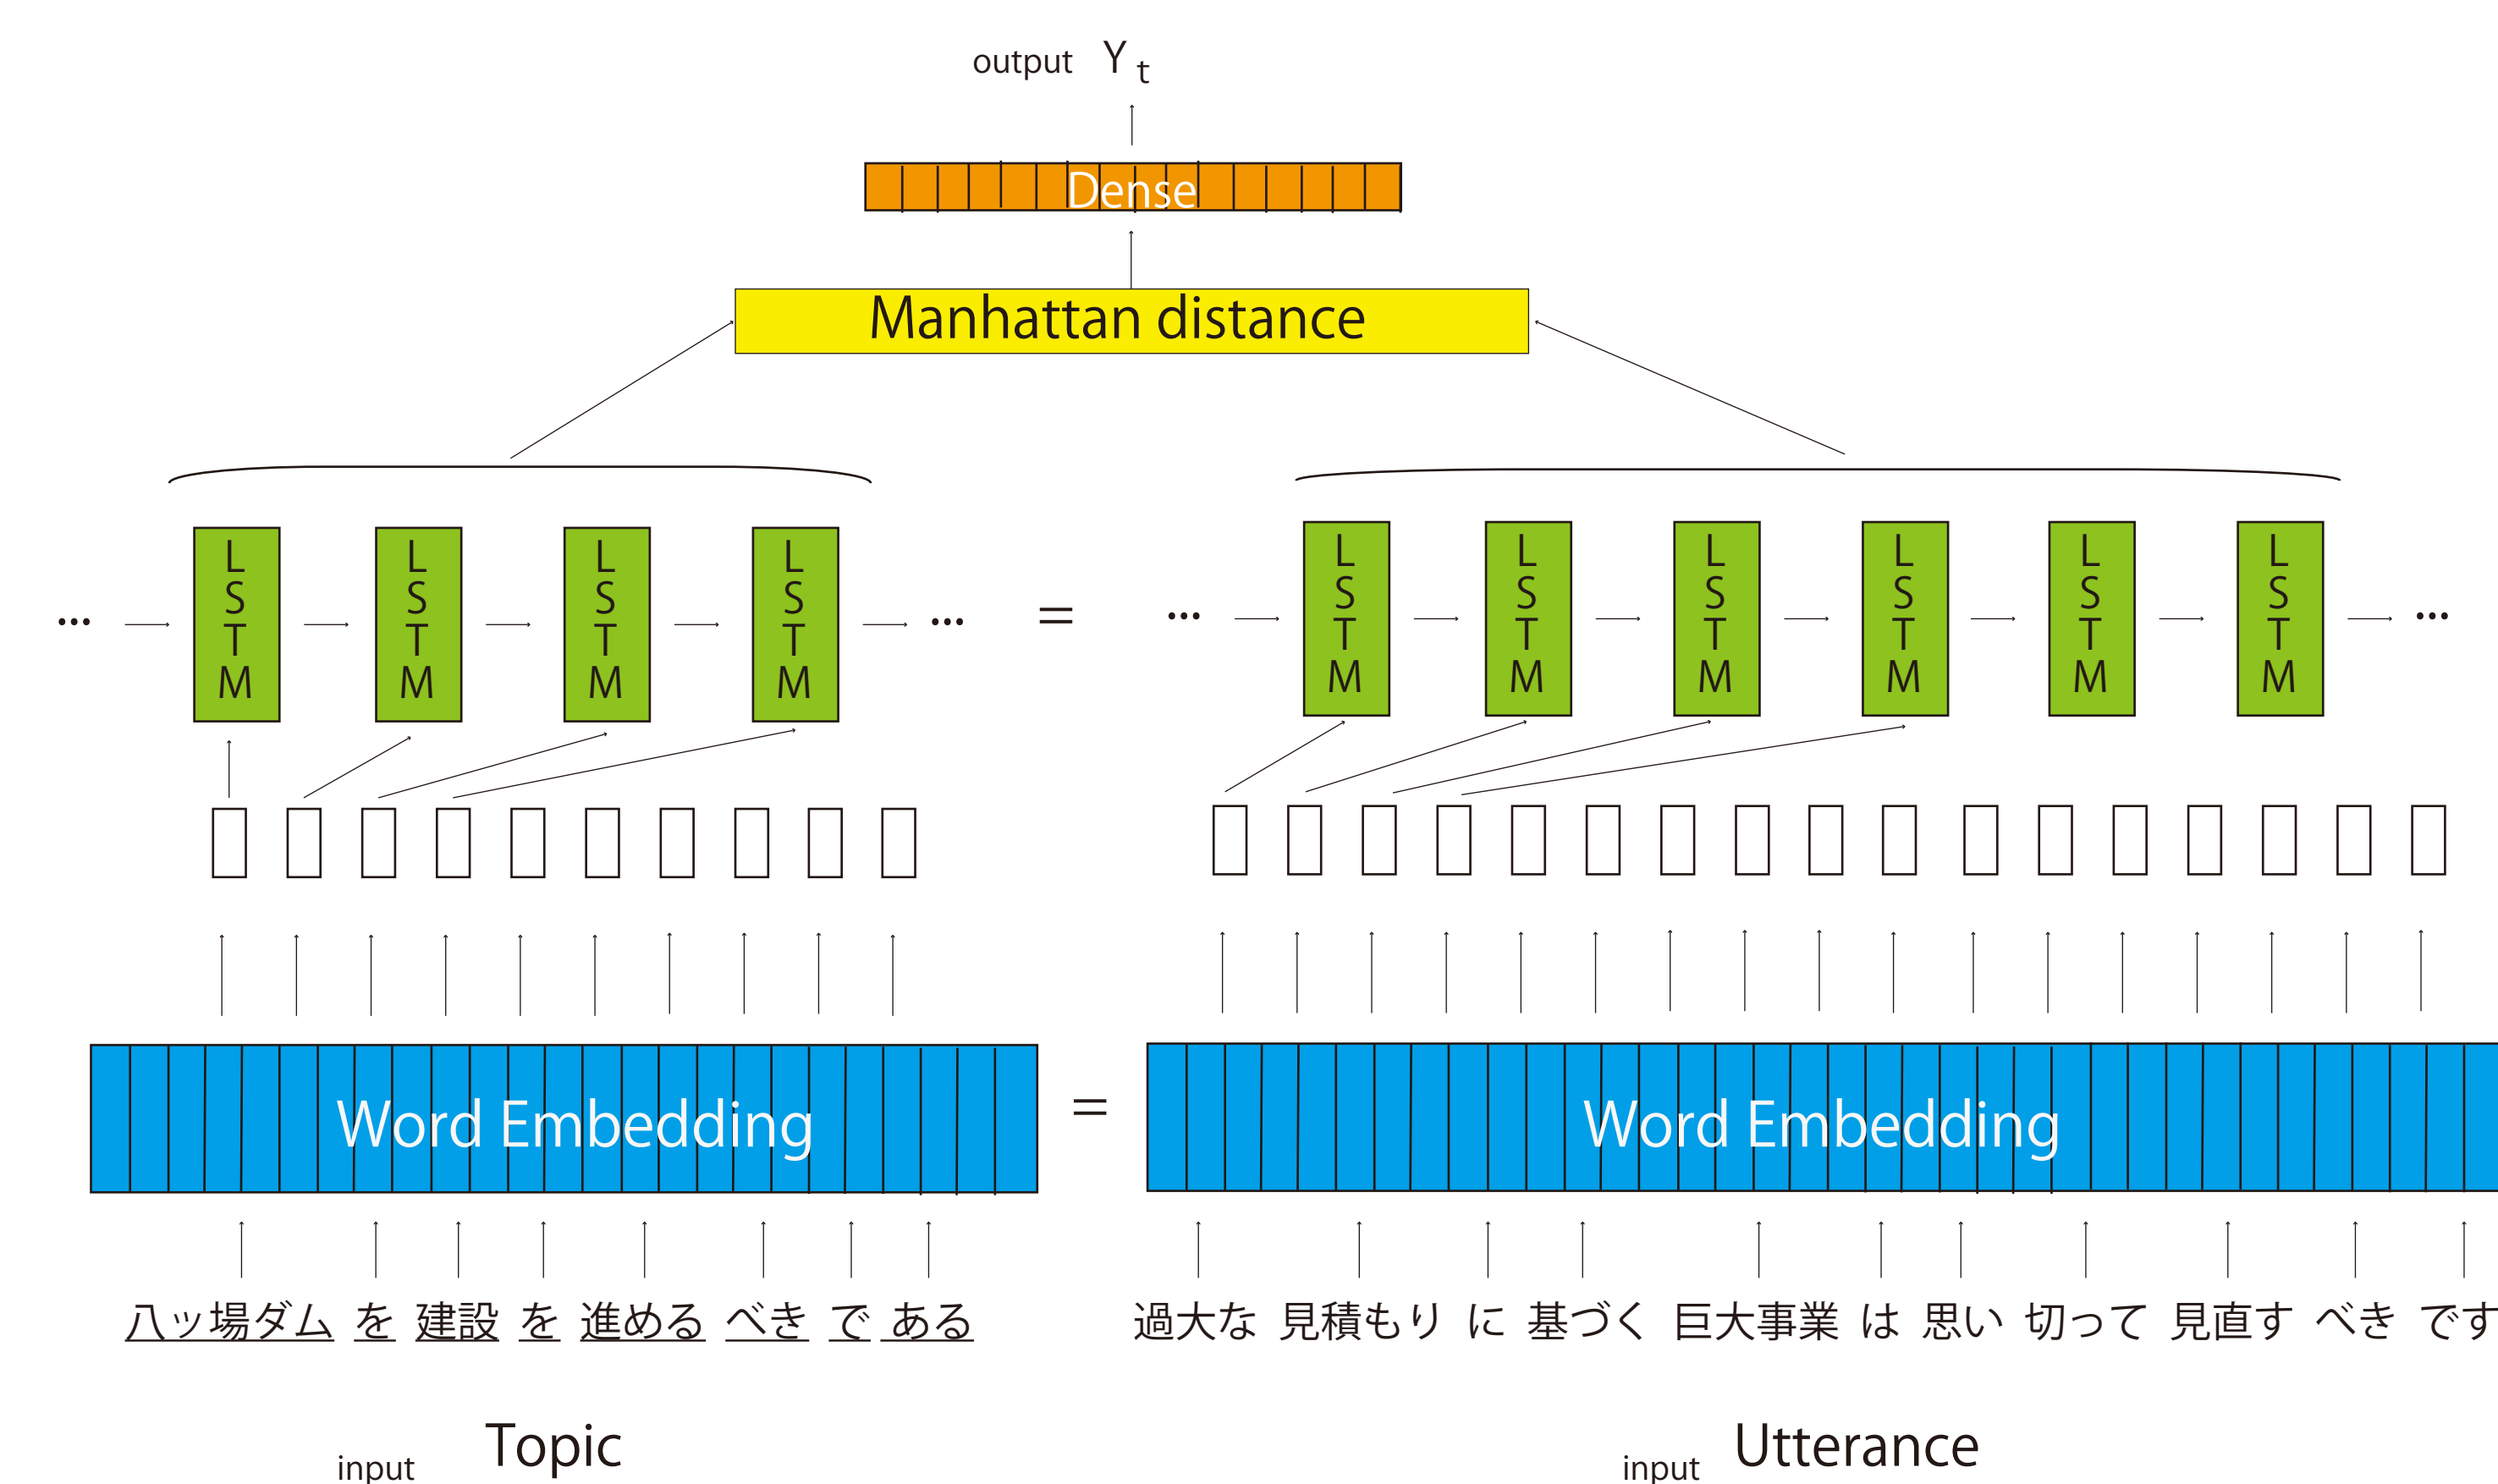 output Yt
Dense
Manhattan distance
LSTM LSTM LSTM LSTM LSTM LSTM LSTM LSTM LSTM LSTM
... ... = ... ...
Word Embedding = Word Embedding
八ッ場ダム を 建設 を 進める べき で ある 過大な 見積もり に 基づく 巨大事業 は 思い 切って 見直す べき です
input Topic input Utterance